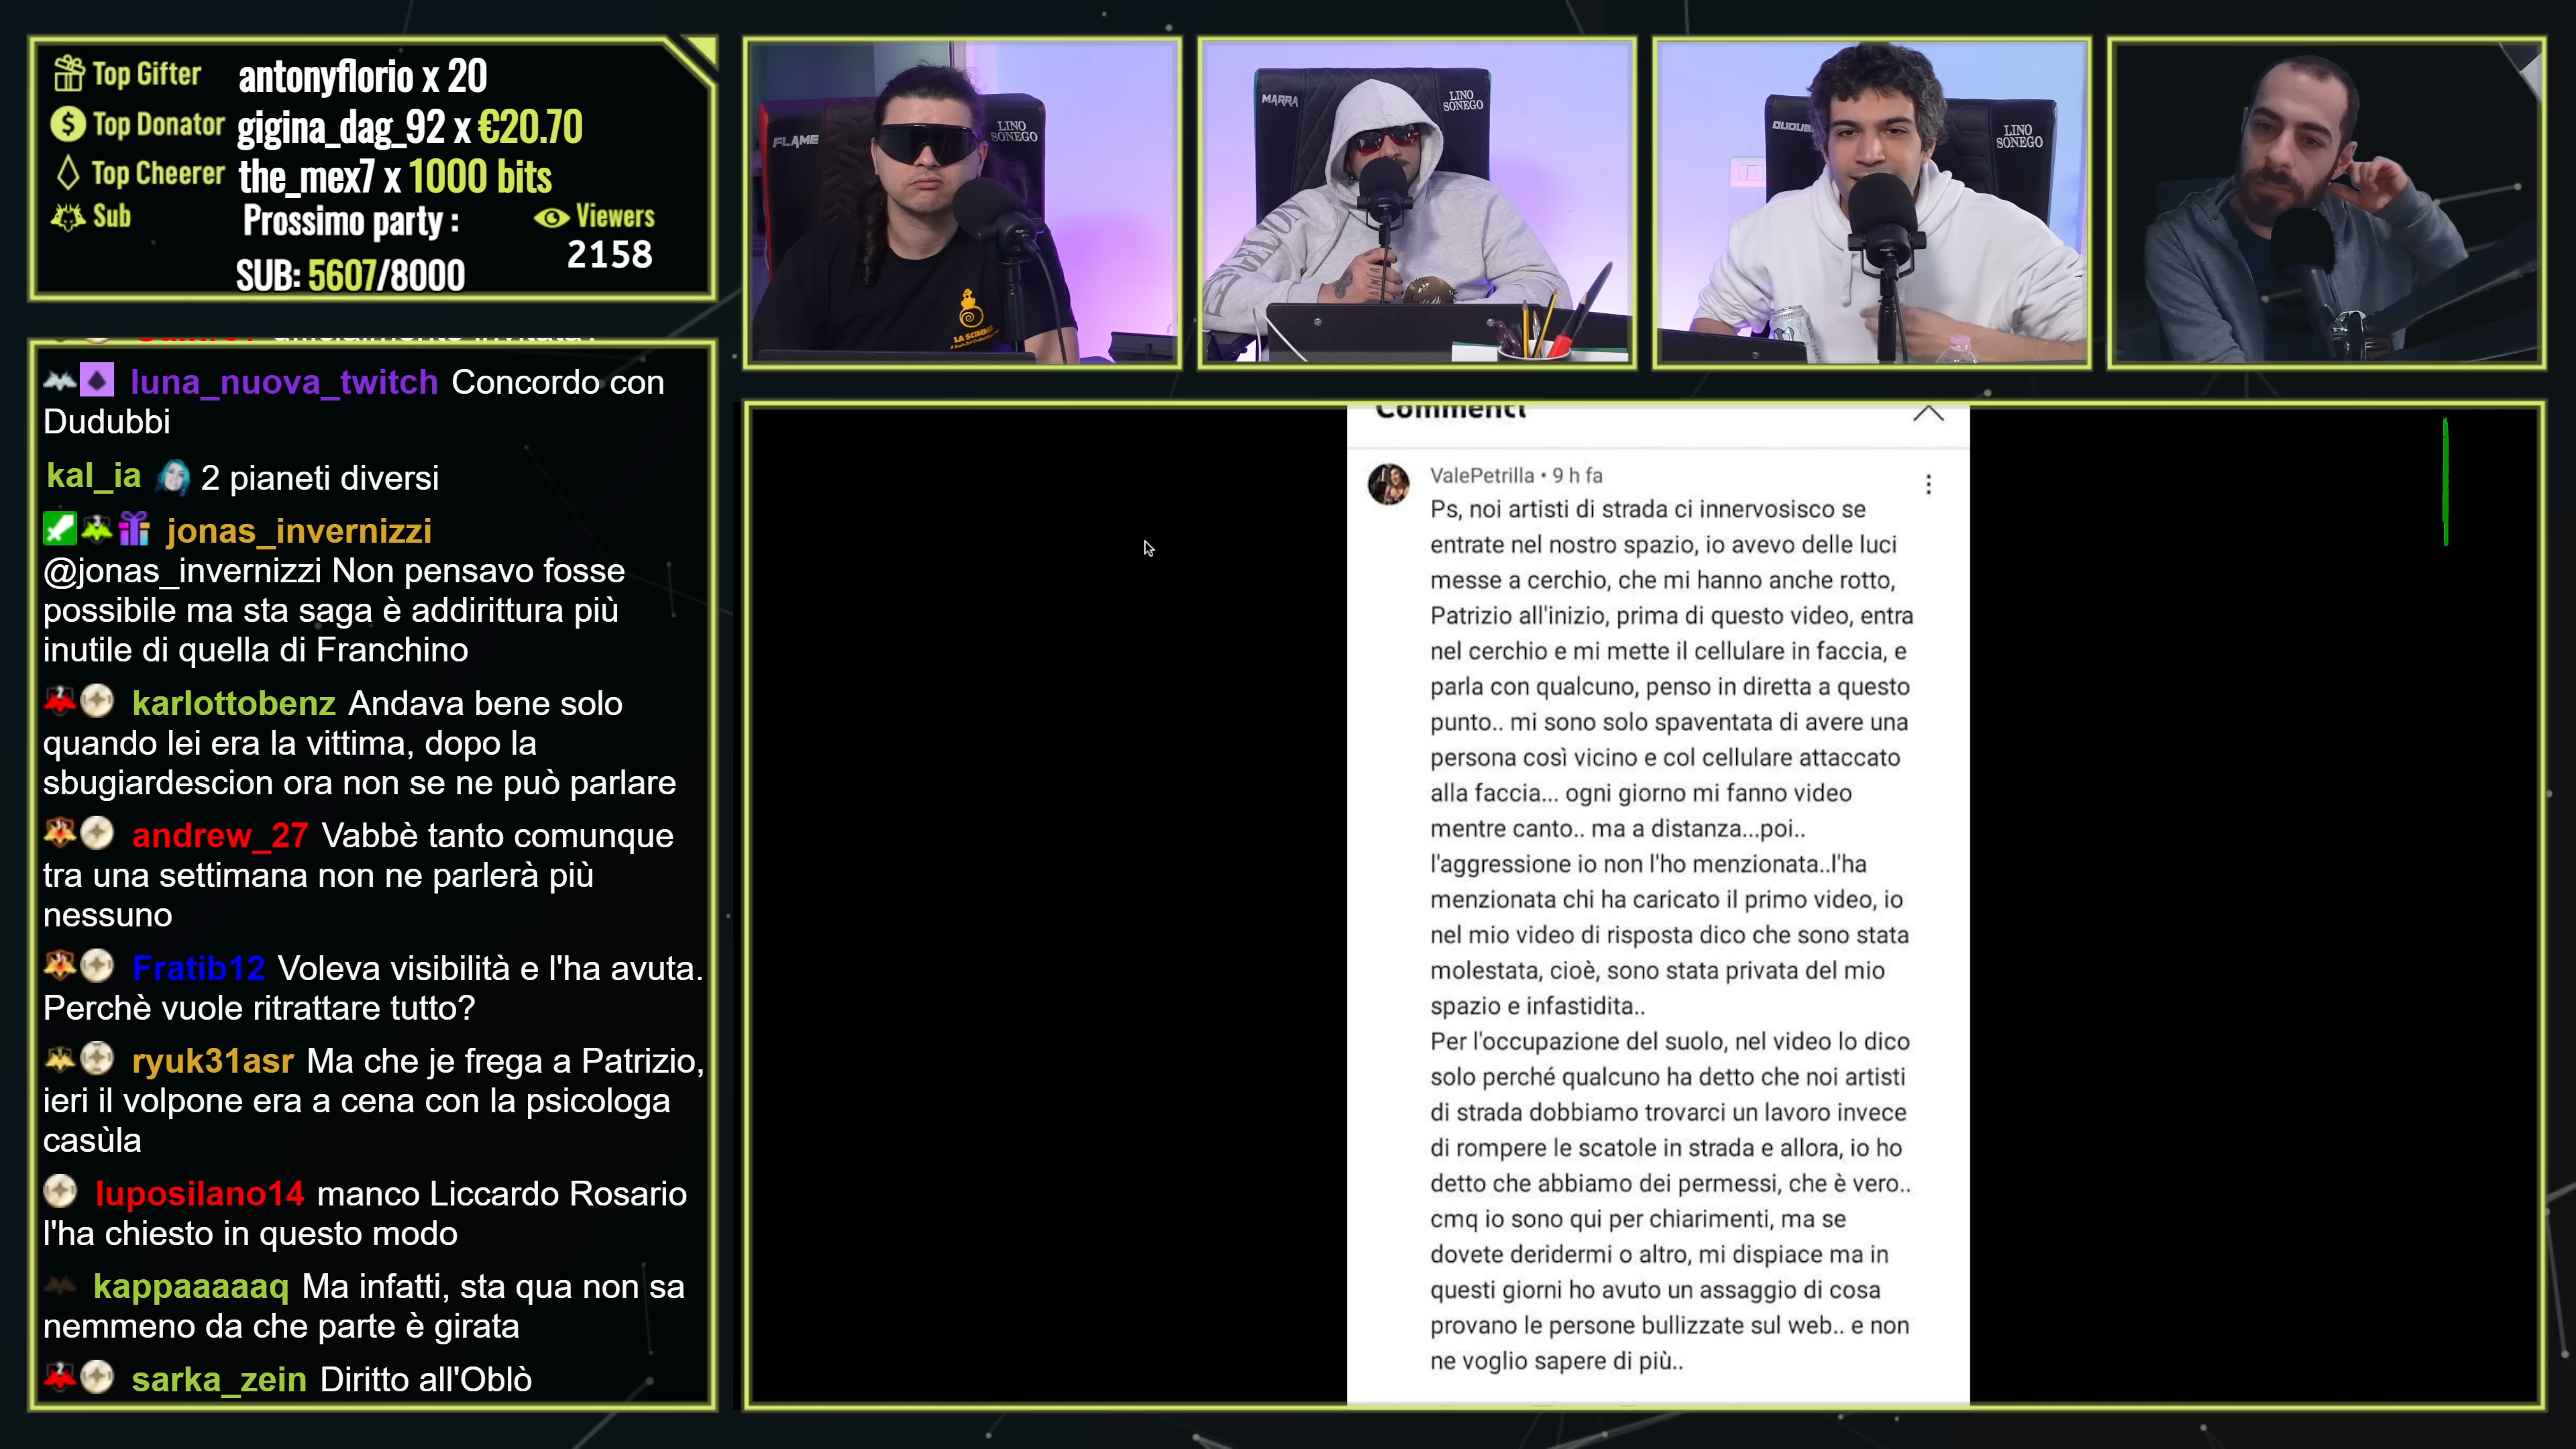 Top Gifter antonyflorio x 20
Top Donator gigina_dag_92 x €20.70
Top Cheerer the_mex7 x 1000 bits
Sub Prossimo party : Viewers
2158
SUB: 5607/8000
luna_nuova_twitch Concordo con
Dudubbi
kal_ia 2 pianeti diversi
jonas_invernizzi
@jonas_invernizzi Non pensavo fosse
possibile ma sta saga è addirittura più
inutile di quella di Franchino
karlottobenz Andava bene solo
quando lei era la vittima, dopo la
sbugiardescion ora non se ne può parlare
andrew_27 Vabbè tanto comunque
tra una settimana non ne parlerà più
nessuno
Fratib12 Voleva visibilità e l'ha avuta.
Perchè vuole ritrattare tutto?
ryuk31asr Ma che je frega a Patrizio,
ieri il volpone era a cena con la psicologa
casùla
luposilano14 manco Liccardo Rosario
l'ha chiesto in questo modo
kappaaaaaq Ma infatti, sta qua non sa
nemmeno da che parte è girata
sarka_zein Diritto all'Oblò
FLAME
LINO
SONEGO
LA SCIMMIA
MARRA
LINO
SONEGO
DUDUB
LINO
SONEGO
Commenti
ValePetrilla • 9 h fa
Ps, noi artisti di strada ci innervosisco se
entrate nel nostro spazio, io avevo delle luci
messe a cerchio, che mi hanno anche rotto,
Patrizio all'inizio, prima di questo video, entra
nel cerchio e mi mette il cellulare in faccia, e
parla con qualcuno, penso in diretta a questo
punto.. mi sono solo spaventata di avere una
persona così vicino e col cellulare attaccato
alla faccia... ogni giorno mi fanno video
mentre canto.. ma a distanza...poi..
l'aggressione io non l'ho menzionata..l'ha
menzionata chi ha caricato il primo video, io
nel mio video di risposta dico che sono stata
molestata, cioè, sono stata privata del mio
spazio e infastidita..
Per l'occupazione del suolo, nel video lo dico
solo perché qualcuno ha detto che noi artisti
di strada dobbiamo trovarci un lavoro invece
di rompere le scatole in strada e allora, io ho
detto che abbiamo dei permessi, che è vero..
cmq io sono qui per chiarimenti, ma se
dovete deridermi o altro, mi dispiace ma in
questi giorni ho avuto un assaggio di cosa
provano le persone bullizzate sul web.. e non
ne voglio sapere di più..